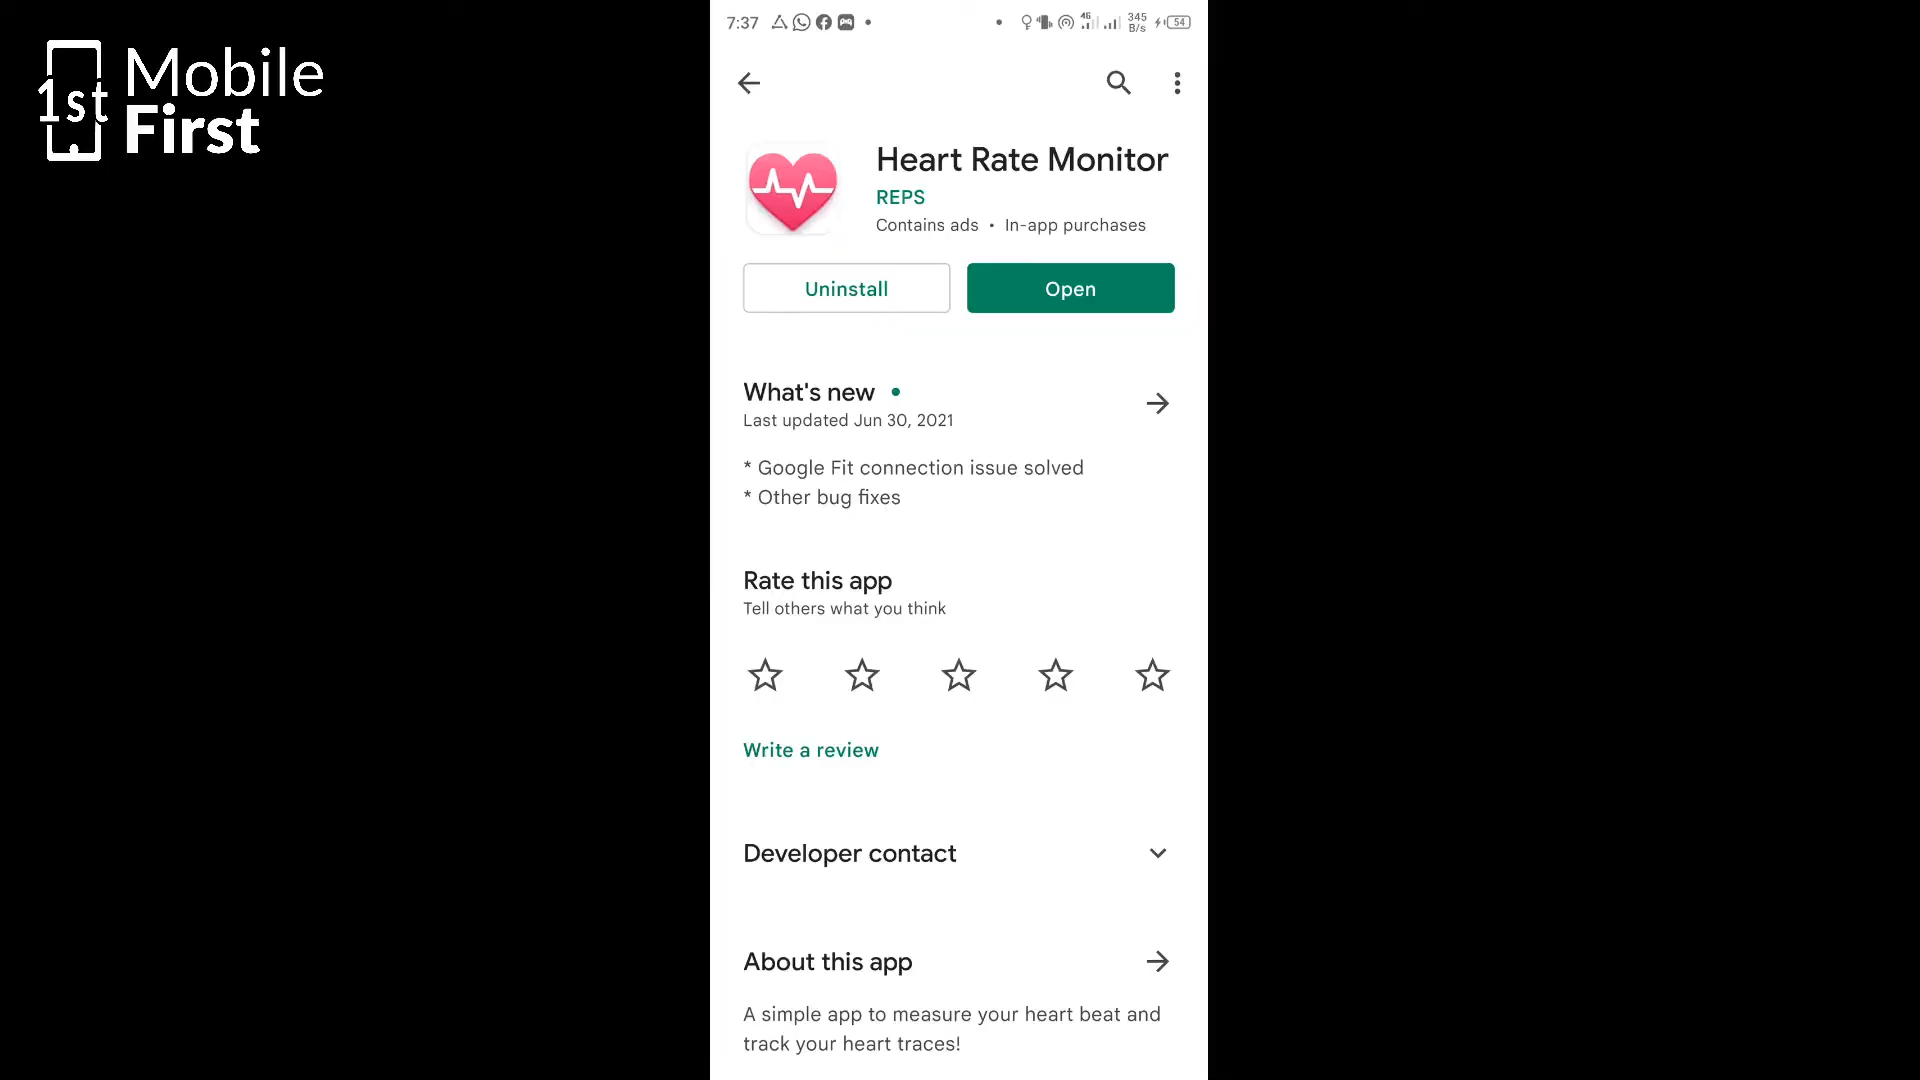 1st Mobile
First
7:37
4G
345
B/s
54
Heart Rate Monitor
REPS
Contains ads • In-app purchases
Uninstall
Open
What's new •
Last updated Jun 30, 2021
* Google Fit connection issue solved
* Other bug fixes
Rate this app
Tell others what you think
Write a review
Developer contact
About this app
A simple app to measure your heart beat and
track your heart traces!